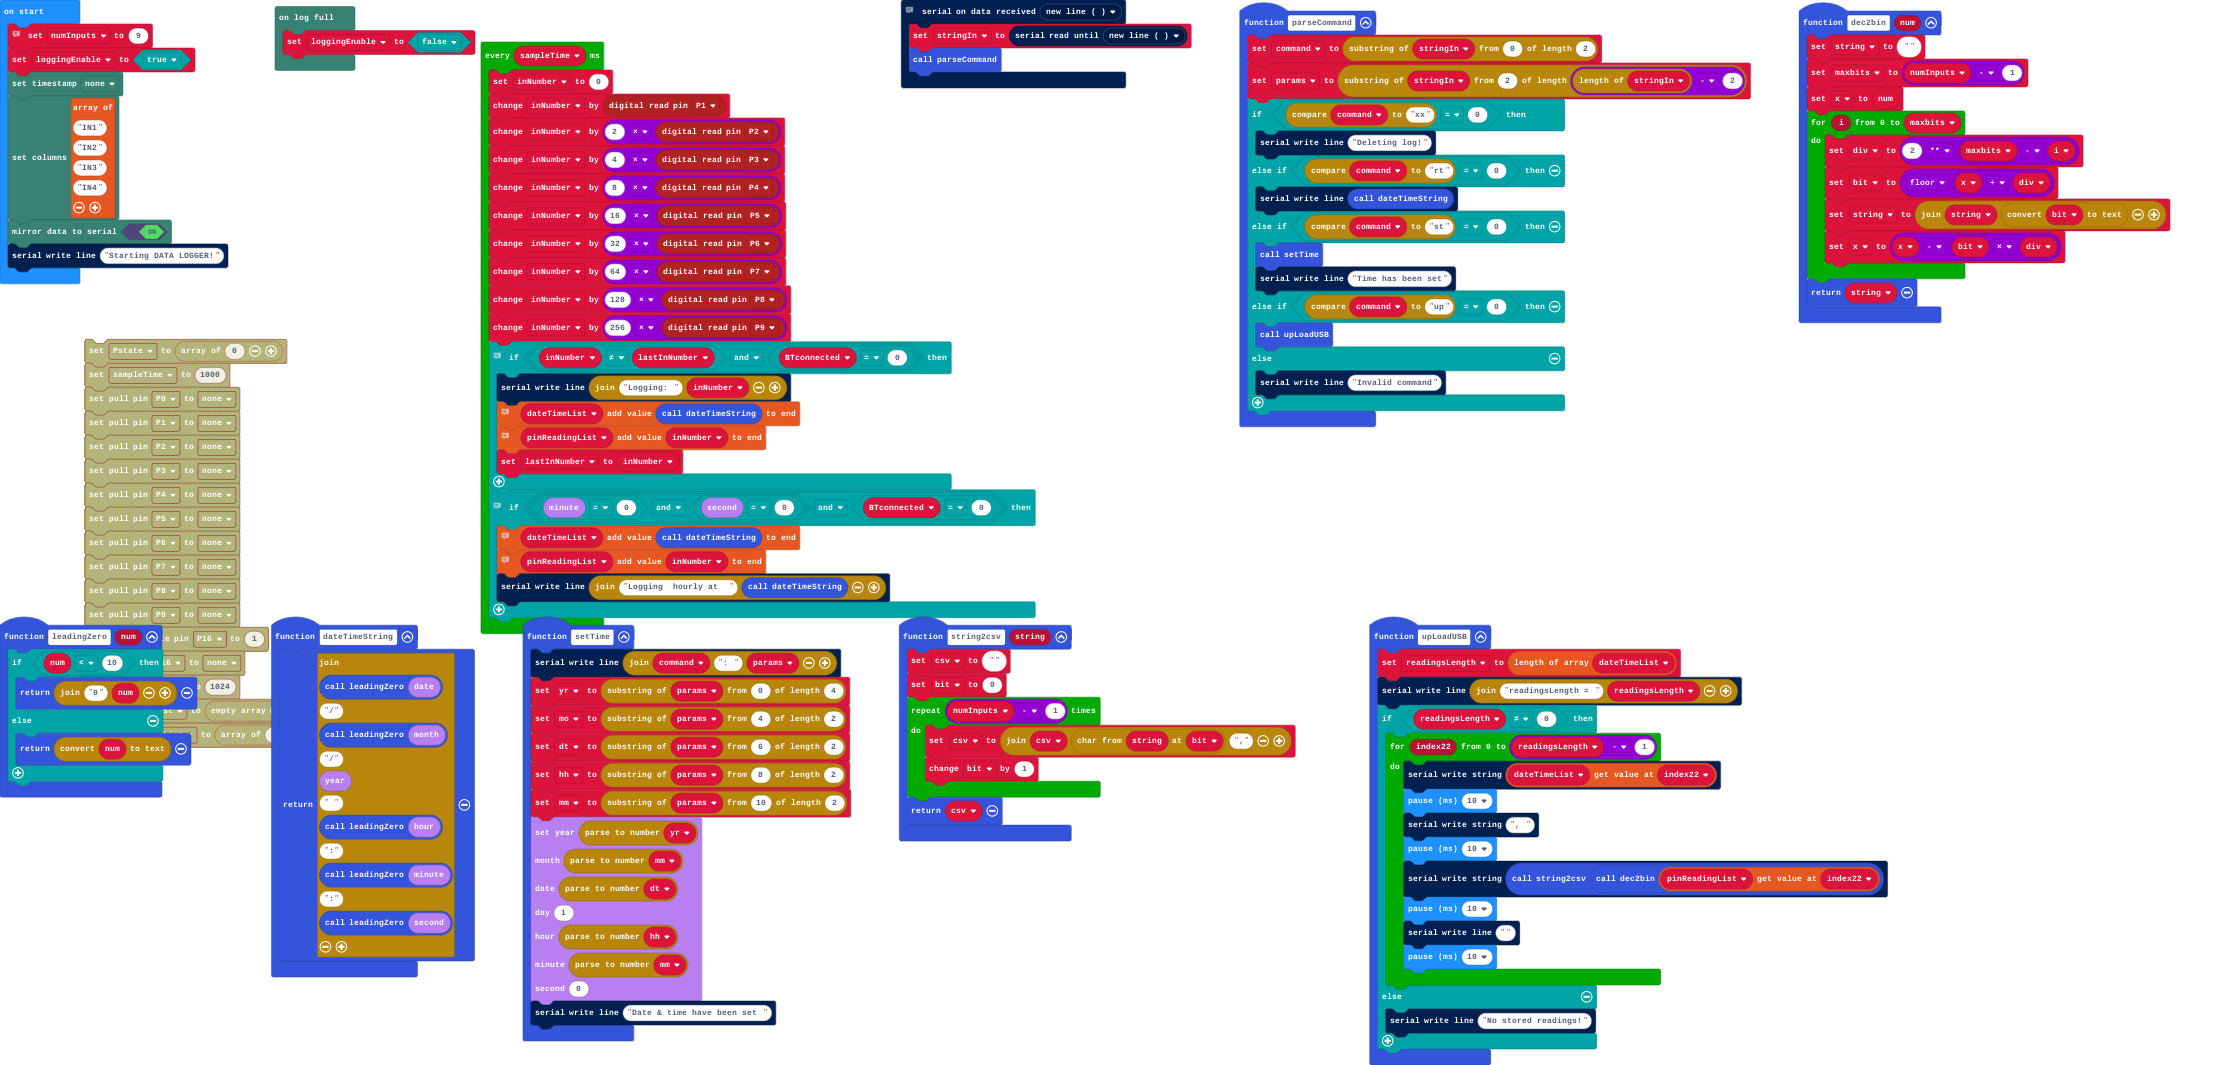 on start
set numInputs to 9
set loggingEnable to true
set timestamp none
set columns
array of
"IN1"
"IN2"
"IN3"
"IN4"
mirror data to serial ON
serial write line "Starting DATA LOGGER!"
on log full
set loggingEnable to false
set Pstate to array of 0
set sampleTime to 1000
set pull pin P0 to none
set pull pin P1 to none
set pull pin P2 to none
set pull pin P3 to none
set pull pin P4 to none
set pull pin P5 to none
set pull pin P6 to none
set pull pin P7 to none
set pull pin P8 to none
set pull pin P9 to none
pin P16 to 1
to none
1024
to empty array
to array of
every sampleTime ms
set inNumber to 0
change inNumber by digital read pin P1
change inNumber by 2 × digital read pin P2
change inNumber by 4 × digital read pin P3
change inNumber by 8 × digital read pin P4
change inNumber by 16 × digital read pin P5
change inNumber by 32 × digital read pin P6
change inNumber by 64 × digital read pin P7
change inNumber by 128 × digital read pin P8
change inNumber by 256 × digital read pin P9
if inNumber ≠ lastInNumber and BTconnected = 0 then
serial write line join "Logging: " inNumber
dateTimeList add value call dateTimeString to end
pinReadingList add value inNumber to end
set lastInNumber to inNumber
if minute = 0 and second = 0 and BTconnected = 0 then
dateTimeList add value call dateTimeString to end
pinReadingList add value inNumber to end
serial write line join "Logging  hourly at  " call dateTimeString
serial on data received new line ( )
set stringIn to serial read until new line ( )
call parseCommand
function parseCommand
set command to substring of stringIn from 0 of length 2
set params to substring of stringIn from 2 of length length of stringIn - 2
if compare command to "xx" = 0 then
serial write line "Deleting log!"
else if compare command to "rt" = 0 then
serial write line call dateTimeString
else if compare command to "st" = 0 then
call setTime
serial write line "Time has been set"
else if compare command to "up" = 0 then
call upLoadUSB
else
serial write line "Invalid command"
function dec2bin num
set string to ""
set maxbits to numInputs - 1
set x to num
for i from 0 to maxbits
do
set div to 2 ** maxbits - i
set bit to floor x ÷ div
set string to join string convert bit to text
set x to x - bit × div
return string
function leadingZero num
if num < 10 then
return join "0" num
else
return convert num to text
function dateTimeString
join
call leadingZero date
"/"
call leadingZero month
"/"
year
" "
return
call leadingZero hour
":"
call leadingZero minute
":"
call leadingZero second
function setTime
serial write line join command ": " params
set yr to substring of params from 0 of length 4
set mo to substring of params from 4 of length 2
set dt to substring of params from 6 of length 2
set hh to substring of params from 8 of length 2
set mm to substring of params from 10 of length 2
set year parse to number yr
month parse to number mm
date parse to number dt
day 1
hour parse to number hh
minute parse to number mm
second 0
serial write line "Date & time have been set "
function string2csv string
set csv to ""
set bit to 0
repeat numInputs - 1 times
do
set csv to join csv char from string at bit ","
change bit by 1
return csv
function upLoadUSB
set readingsLength to length of array dateTimeList
serial write line join "readingsLength = " readingsLength
if readingsLength ≠ 0 then
for index22 from 0 to readingsLength - 1
do
serial write string dateTimeList get value at index22
pause (ms) 10
serial write string ", "
pause (ms) 10
serial write string call string2csv call dec2bin pinReadingList get value at index22
pause (ms) 10
serial write line ""
pause (ms) 10
else
serial write line "No stored readings!"